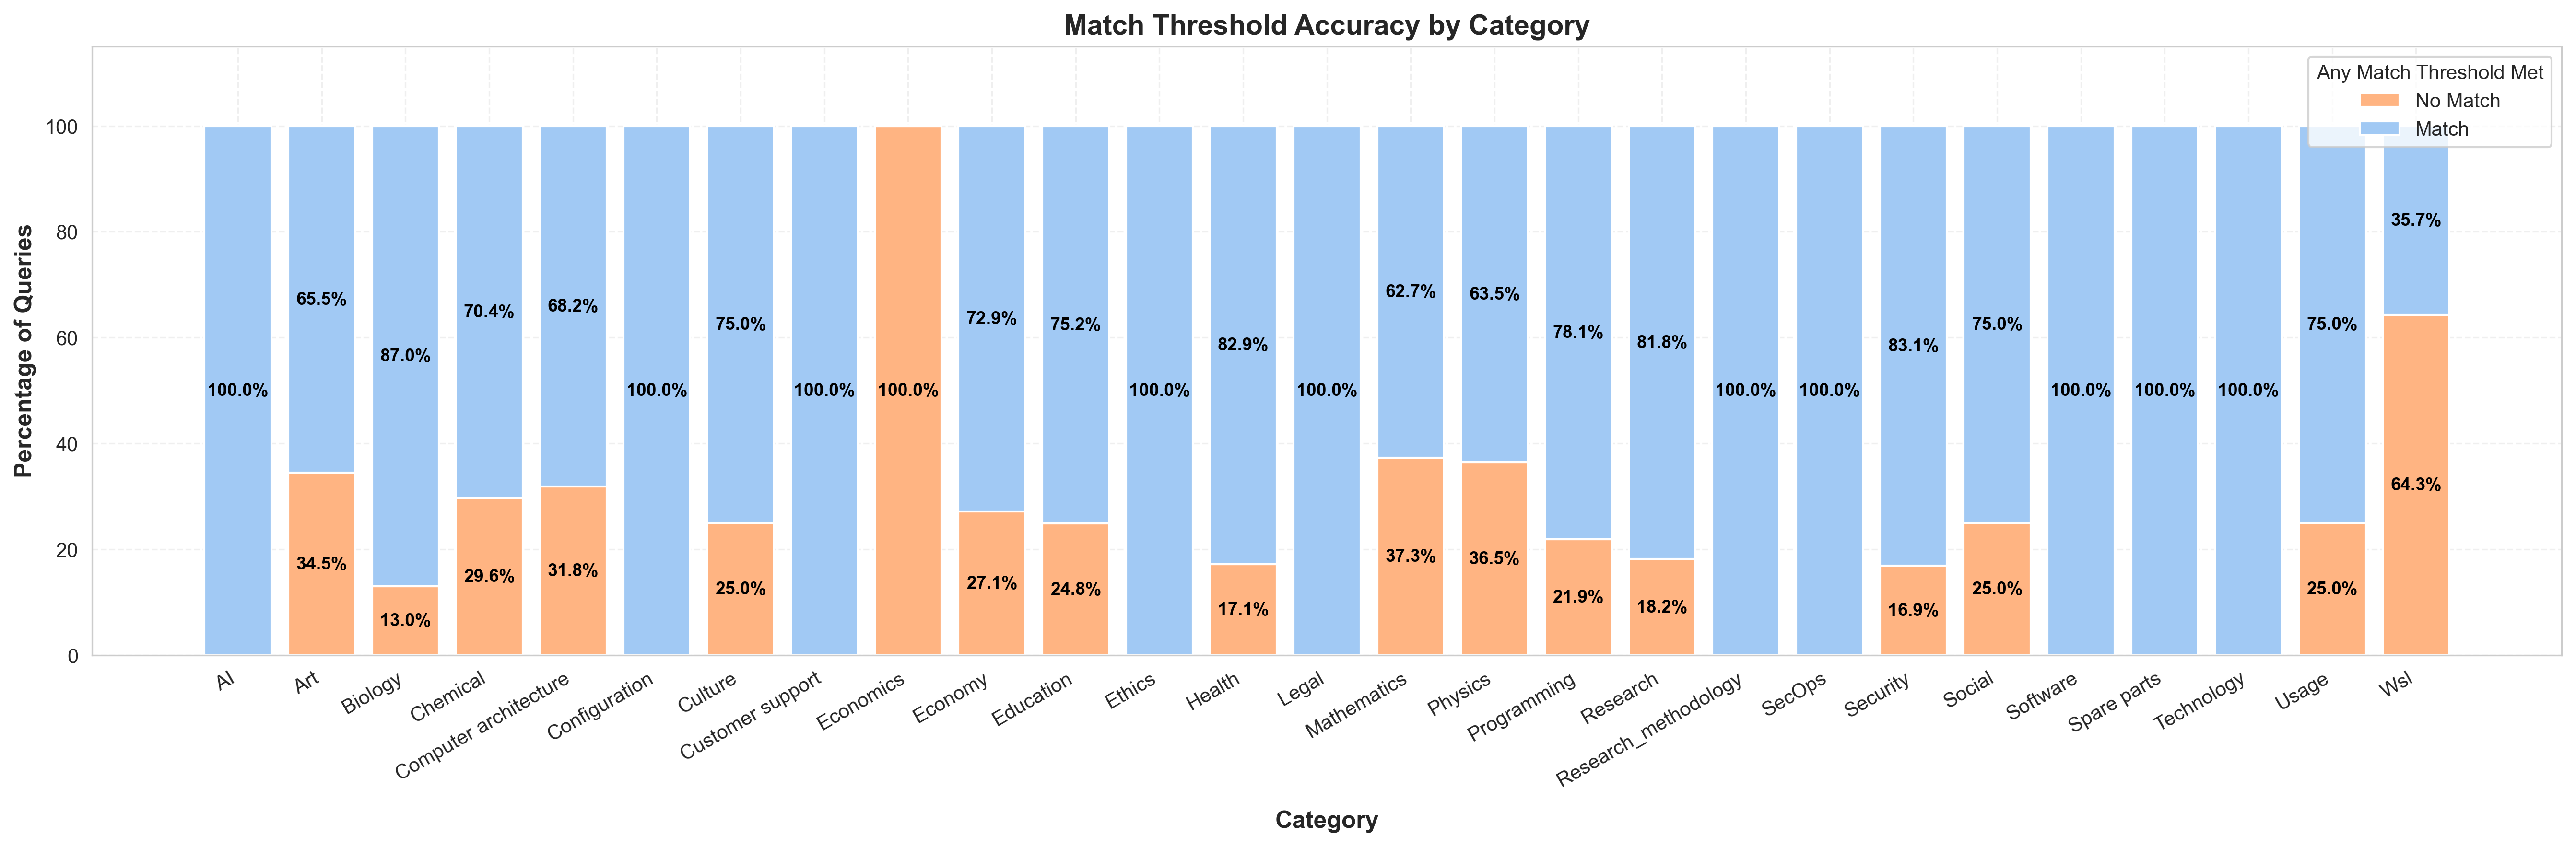 Match Threshold Accuracy by Category
Any Match Threshold Met
No Match
Match
Percentage of Queries
100
80
60
40
20
0
100.0%
65.5%
34.5%
87.0%
13.0%
70.4%
29.6%
68.2%
31.8%
100.0%
75.0%
25.0%
100.0%
100.0%
72.9%
27.1%
75.2%
24.8%
100.0%
82.9%
17.1%
100.0%
62.7%
37.3%
63.5%
36.5%
78.1%
21.9%
81.8%
18.2%
100.0%
100.0%
83.1%
16.9%
75.0%
25.0%
100.0%
100.0%
100.0%
75.0%
25.0%
35.7%
64.3%
AI
Art
Biology
Chemical
Computer architecture
Configuration
Culture
Customer support
Economics
Economy
Education
Ethics
Health
Legal
Mathematics
Physics
Programming
Research
Research_methodology
SecOps
Security
Social
Software
Spare parts
Technology
Usage
Wsl
Category